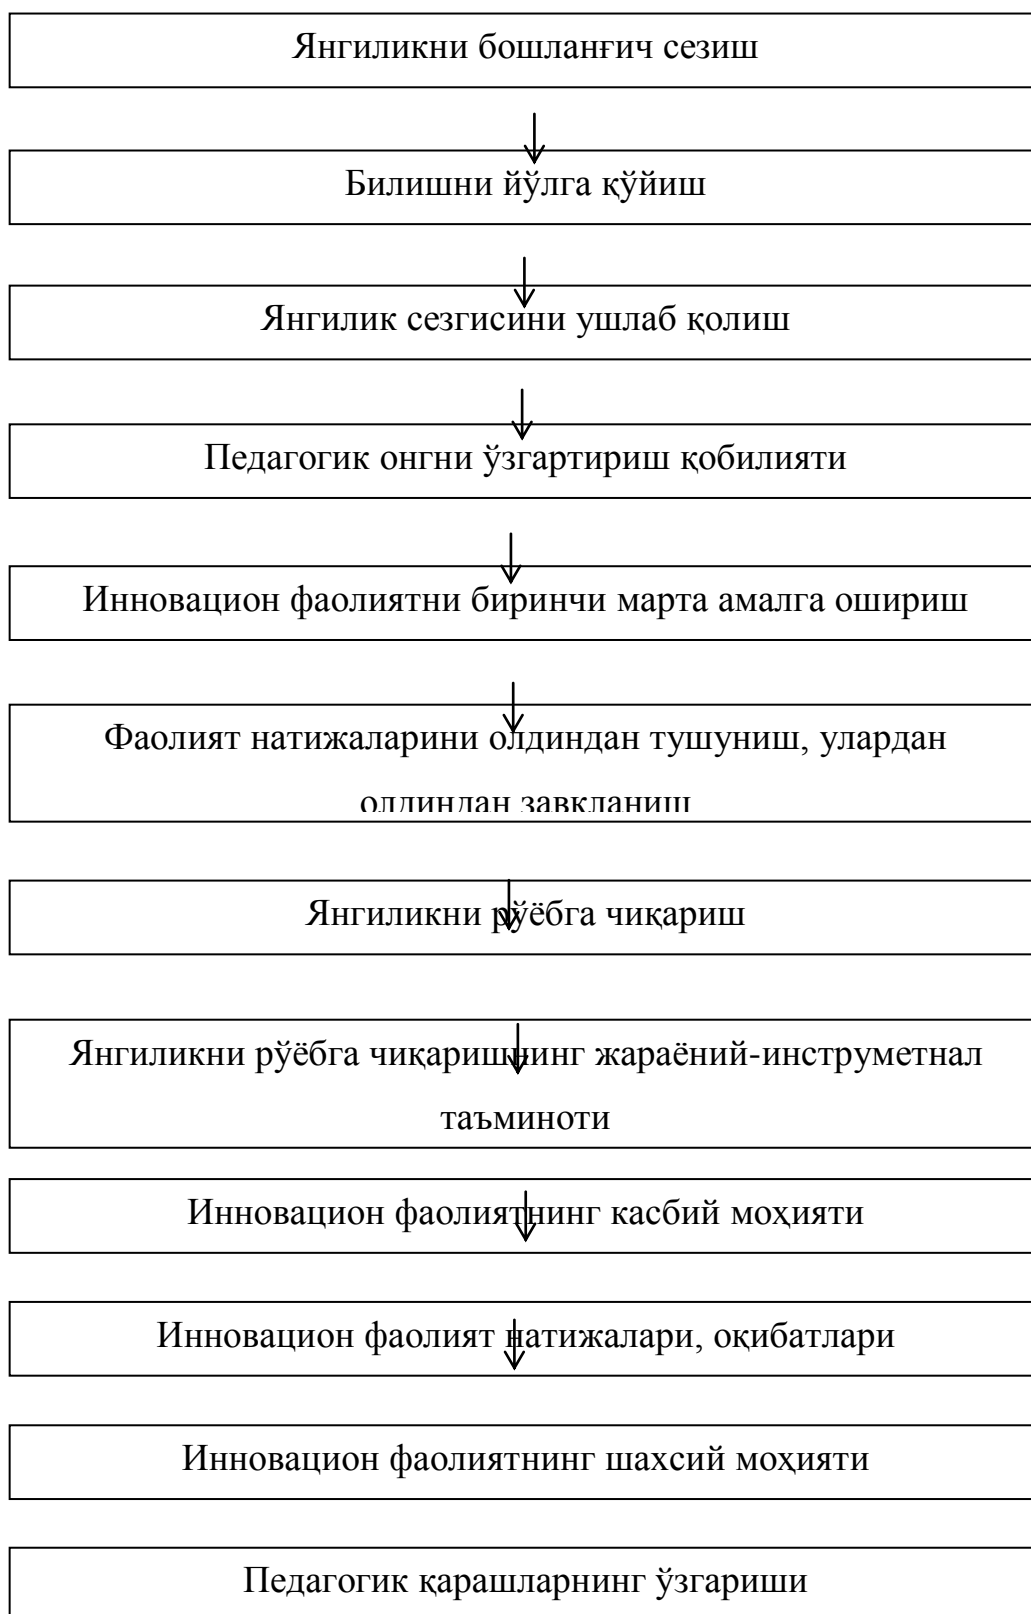 Янгиликни бошланғич сезиш
Билишни йўлга қўйиш
Янгилик сезгисини ушлаб қолиш
Педагогик онгни ўзгартириш қобилияти
Инновацион фаолиятни биринчи марта амалга ошириш
Фаолият натижаларини олдиндан тушуниш, улардан
олдиндан завқланиш
Янгиликни рўёбга чиқариш
Янгиликни рўёбга чиқаришнинг жараёний-инструметнал
таъминоти
Инновацион фаолиятнинг касбий моҳияти
Инновацион фаолият натижалари, оқибатлари
Инновацион фаолиятнинг шахсий моҳияти
Педагогик қарашларнинг ўзгариши